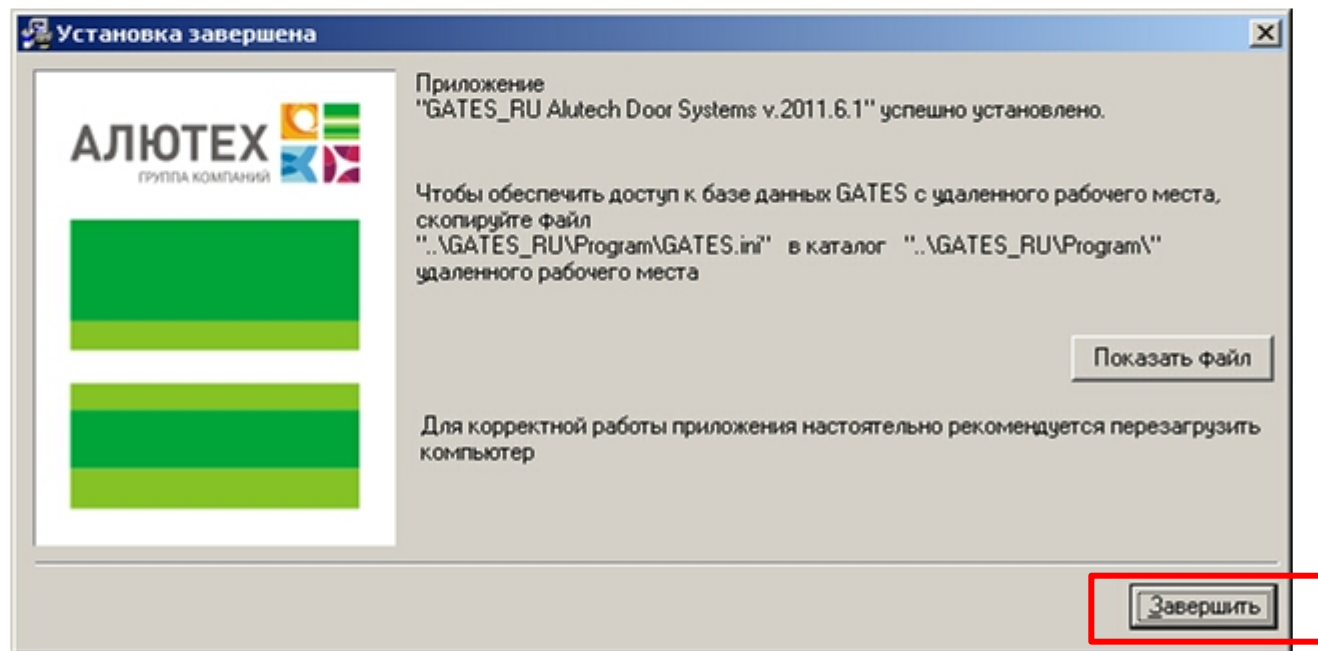 Установка завершена
АЛЮТЕХ
ГРУППА КОМПАНИЙ
Приложение
"GATES_RU Alutech Door Systems v.2011.6.1" успешно установлено.
Чтобы обеспечить доступ к базе данных GATES с удаленного рабочего места,
скопируйте файл
"..\GATES_RU\Program\GATES.ini" в каталог "..\GATES_RU\Program\"
удаленного рабочего места
Показать файл
Для корректной работы приложения настоятельно рекомендуется перезагрузить
компьютер
Завершить